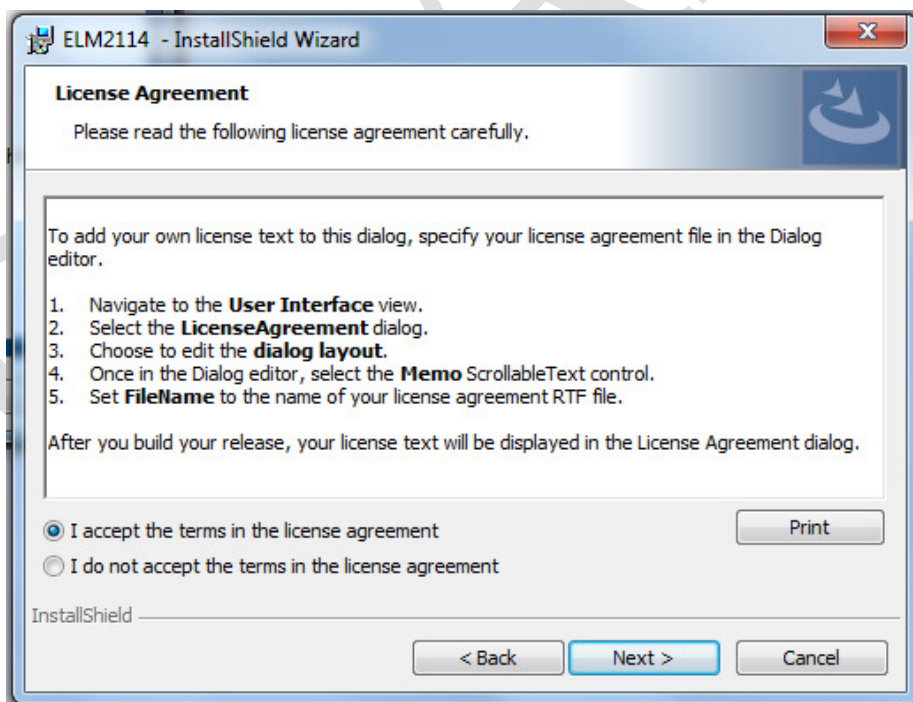 ELM2114 - InstallShield Wizard
License Agreement
Please read the following license agreement carefully.
To add your own license text to this dialog, specify your license agreement file in the Dialog
editor.
1. Navigate to the User Interface view.
2. Select the LicenseAgreement dialog.
3. Choose to edit the dialog layout.
4. Once in the Dialog editor, select the Memo ScrollableText control.
5. Set FileName to the name of your license agreement RTF file.
After you build your release, your license text will be displayed in the License Agreement dialog.
I accept the terms in the license agreement
Print
I do not accept the terms in the license agreement
InstallShield
< Back Next > Cancel